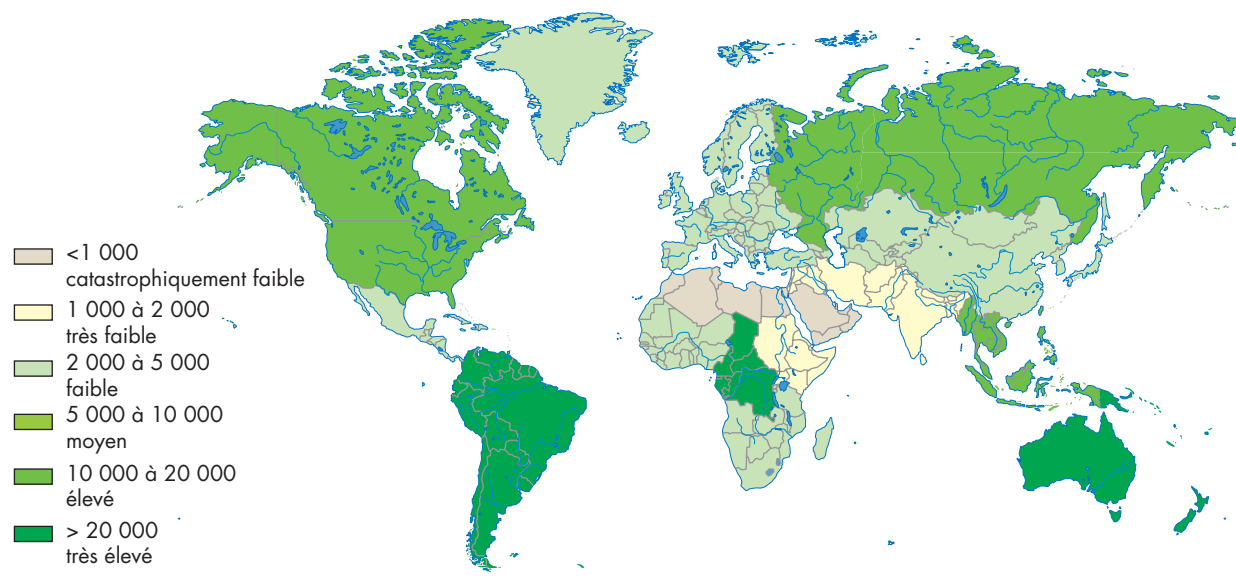 <1 000
catastrophiquement faible
1 000 à 2 000
très faible
2 000 à 5 000
faible
5 000 à 10 000
moyen
10 000 à 20 000
élevé
> 20 000
très élevé